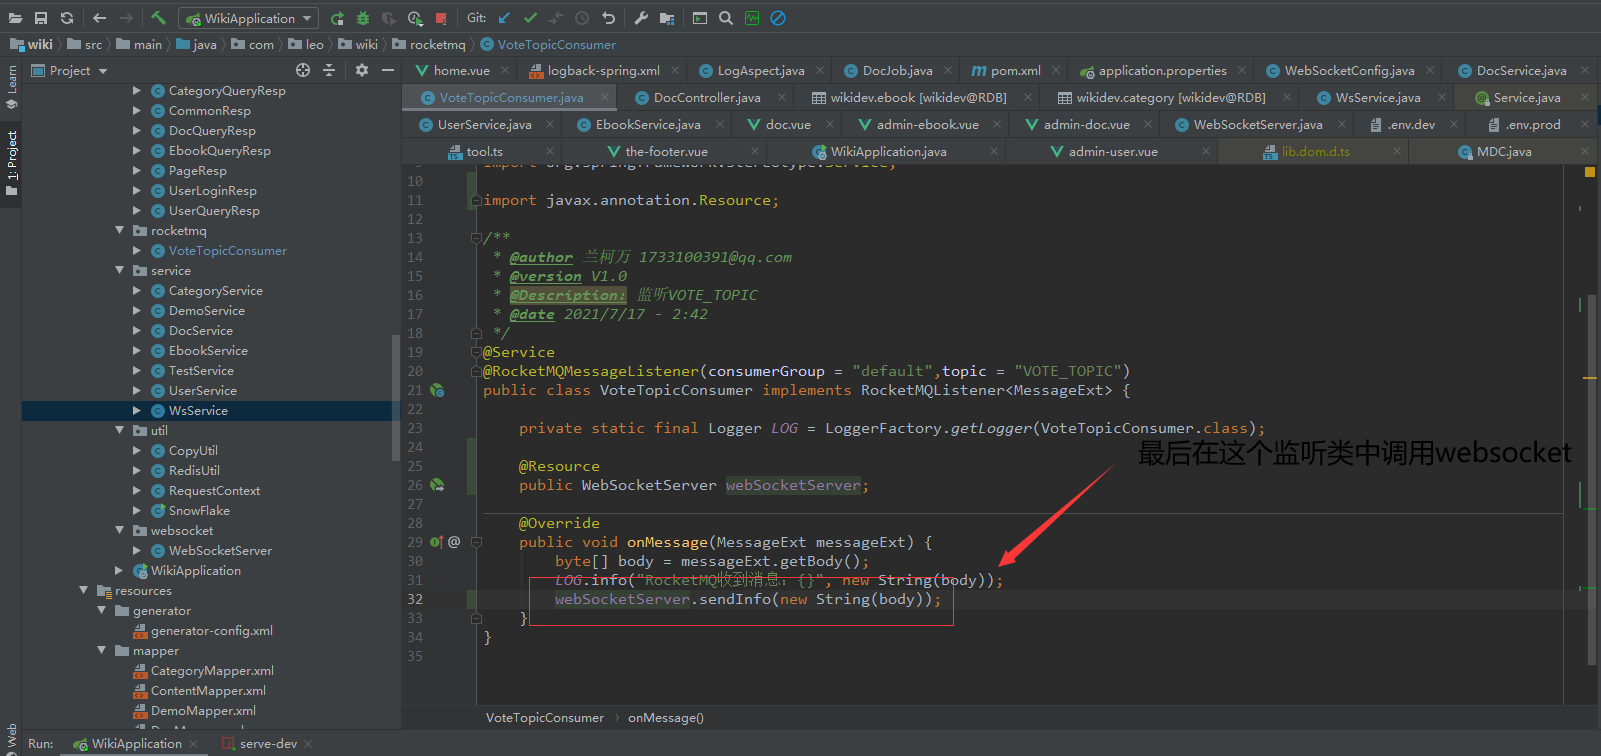 WikiApplication
Git:
wiki
src
main
java
com
leo
wiki
rocketmq
VoteTopicConsumer
Learn
1: Project
Web
Project
home.vue
logback-spring.xml
LogAspect.java
DocJob.java
pom.xml
application.properties
WebSocketConfig.java
DocService.java
VoteTopicConsumer.java
DocController.java
wikidev.ebook [wikidev@RDB]
wikidev.category [wikidev@RDB]
WsService.java
Service.java
UserService.java
EbookService.java
doc.vue
admin-ebook.vue
admin-doc.vue
WebSocketServer.java
.env.dev
.env.prod
tool.ts
the-footer.vue
WikiApplication.java
admin-user.vue
lib.dom.d.ts
MDC.java
CategoryQueryResp
CommonResp
DocQueryResp
EbookQueryResp
PageResp
UserLoginResp
UserQueryResp
rocketmq
VoteTopicConsumer
service
CategoryService
DemoService
DocService
EbookService
TestService
UserService
WsService
util
CopyUtil
RedisUtil
RequestContext
SnowFlake
websocket
WebSocketServer
WikiApplication
resources
generator
generator-config.xml
mapper
CategoryMapper.xml
ContentMapper.xml
DemoMapper.xml
9 import org.springframework.stereotype.Service;
10
11 import javax.annotation.Resource;
12
13 /**
14 * @author 兰柯万 1733100391@qq.com
15 * @version V1.0
16 * @Description: 监听VOTE_TOPIC
17 * @date 2021/7/17 - 2:42
18 */
19 @Service
20 @RocketMQMessageListener(consumerGroup = "default",topic = "VOTE_TOPIC")
21 public class VoteTopicConsumer implements RocketMQListener<MessageExt> {
22
23 private static final Logger LOG = LoggerFactory.getLogger(VoteTopicConsumer.class);
24
25 @Resource
26 public WebSocketServer webSocketServer;
27
28 @Override
29 public void onMessage(MessageExt messageExt) {
30 byte[] body = messageExt.getBody();
31 LOG.info("RocketMQ收到消息：{}", new String(body));
32 webSocketServer.sendInfo(new String(body));
33 }
34 }
35
最后在这个监听类中调用websocket
VoteTopicConsumer › onMessage()
Run:
WikiApplication
serve-dev